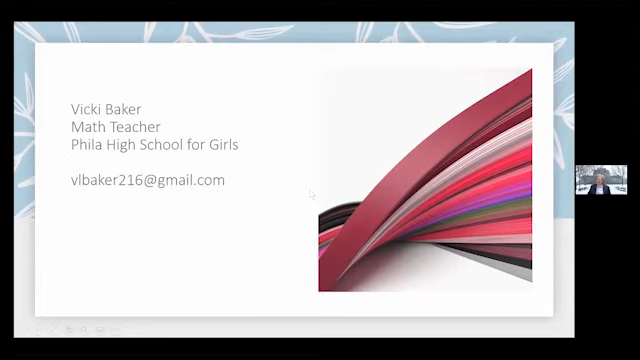 Vicki Baker
Math Teacher
Phila High School for Girls
vlbaker216@gmail.com